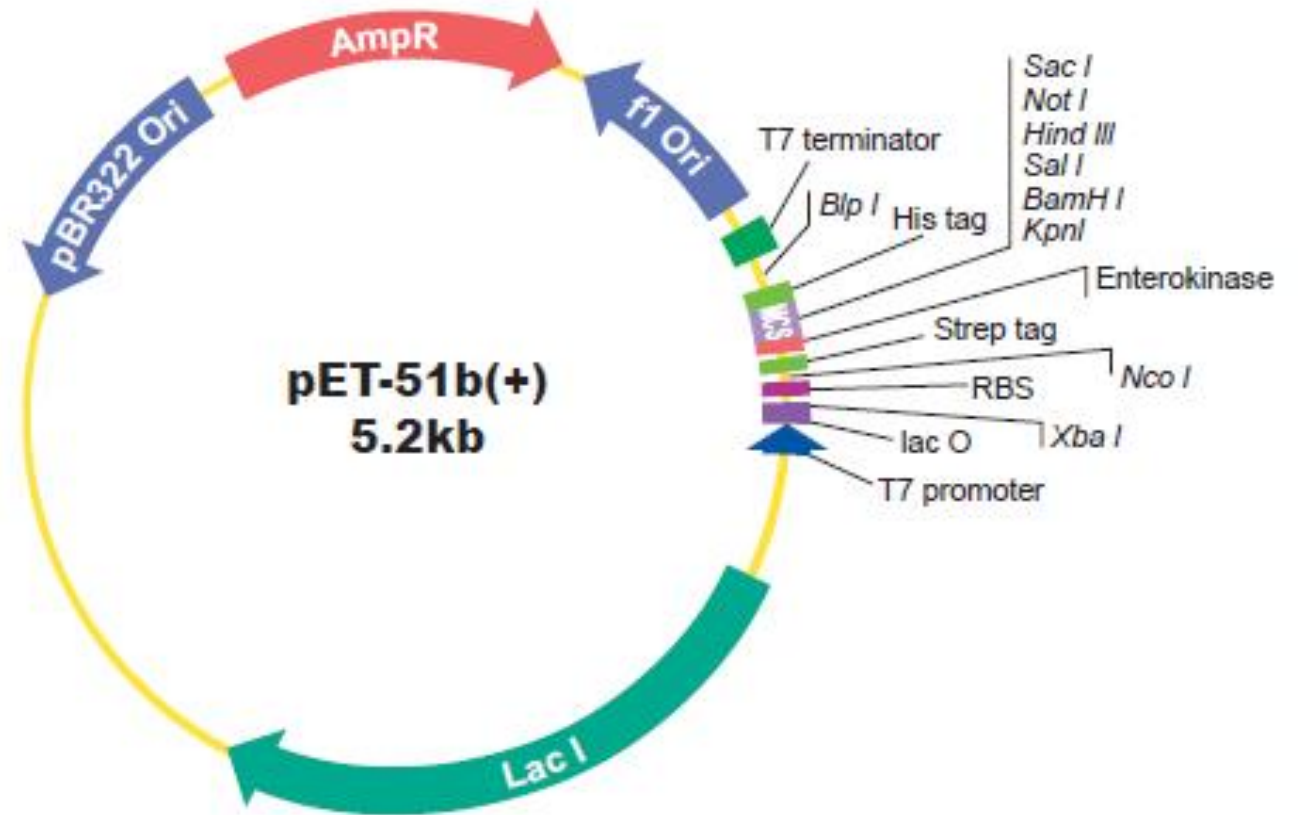 AmpR
pBR322 Ori
f1 Ori
T7 terminator
Blp I
His tag
Sac I
Not I
Hind III
Sal I
BamH I
KpnI
MCS
Enterokinase
Strep tag
Nco I
RBS
Xba I
lac O
T7 promoter
pET-51b(+)
5.2kb
Lac I